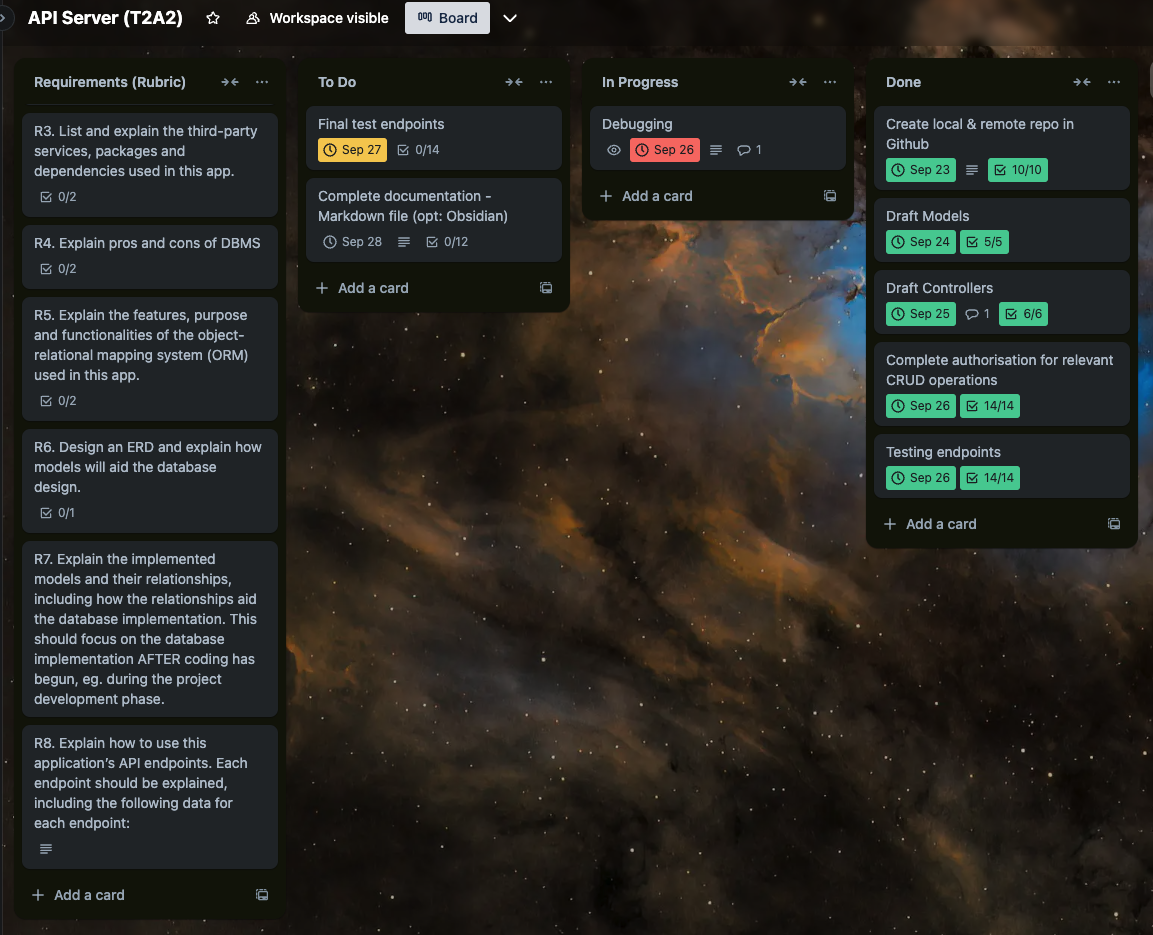 API Server (T2A2)
Workspace visible
Board
Requirements (Rubric)
R3. List and explain the third-party
services, packages and
dependencies used in this app.
0/2
R4. Explain pros and cons of DBMS
0/2
R5. Explain the features, purpose
and functionalities of the object-
relational mapping system (ORM)
used in this app.
0/2
R6. Design an ERD and explain how
models will aid the database
design.
0/1
R7. Explain the implemented
models and their relationships,
including how the relationships aid
the database implementation. This
should focus on the database
implementation AFTER coding has
begun, eg. during the project
development phase.
R8. Explain how to use this
application’s API endpoints. Each
endpoint should be explained,
including the following data for
each endpoint:
Add a card
To Do
Final test endpoints
Sep 27
0/14
Complete documentation -
Markdown file (opt: Obsidian)
Sep 28
0/12
Add a card
In Progress
Debugging
Sep 26
1
Add a card
Done
Create local & remote repo in
Github
Sep 23
10/10
Draft Models
Sep 24
5/5
Draft Controllers
Sep 25
1
6/6
Complete authorisation for relevant
CRUD operations
Sep 26
14/14
Testing endpoints
Sep 26
14/14
Add a card